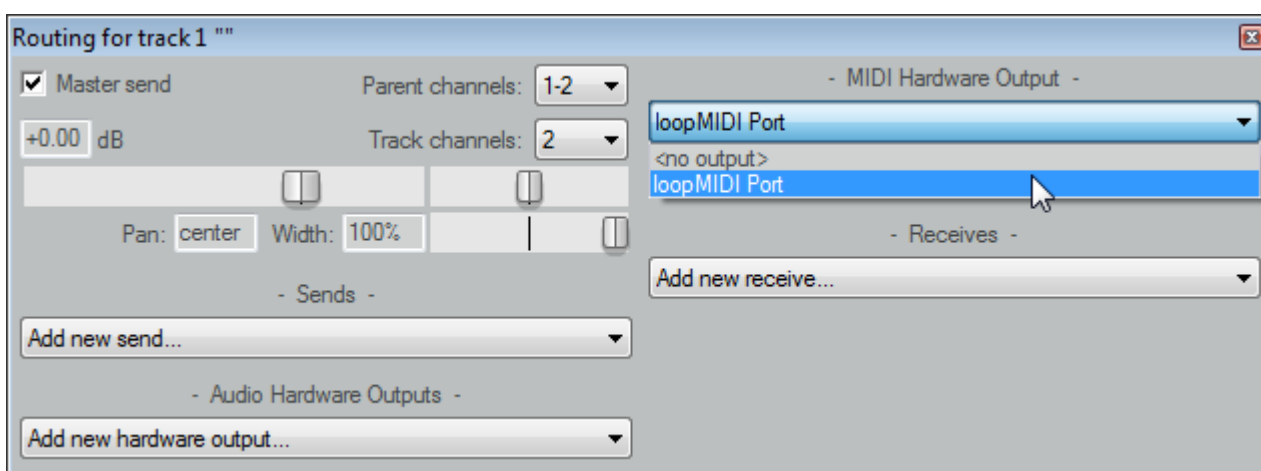 Routing for track 1 ""
Master send
Parent channels: 1-2
+0.00 dB
Track channels: 2
Pan: center Width: 100%
- Sends -
Add new send...
- Audio Hardware Outputs -
Add new hardware output...
- MIDI Hardware Output -
loopMIDI Port
<no output>
loopMIDI Port
- Receives -
Add new receive...